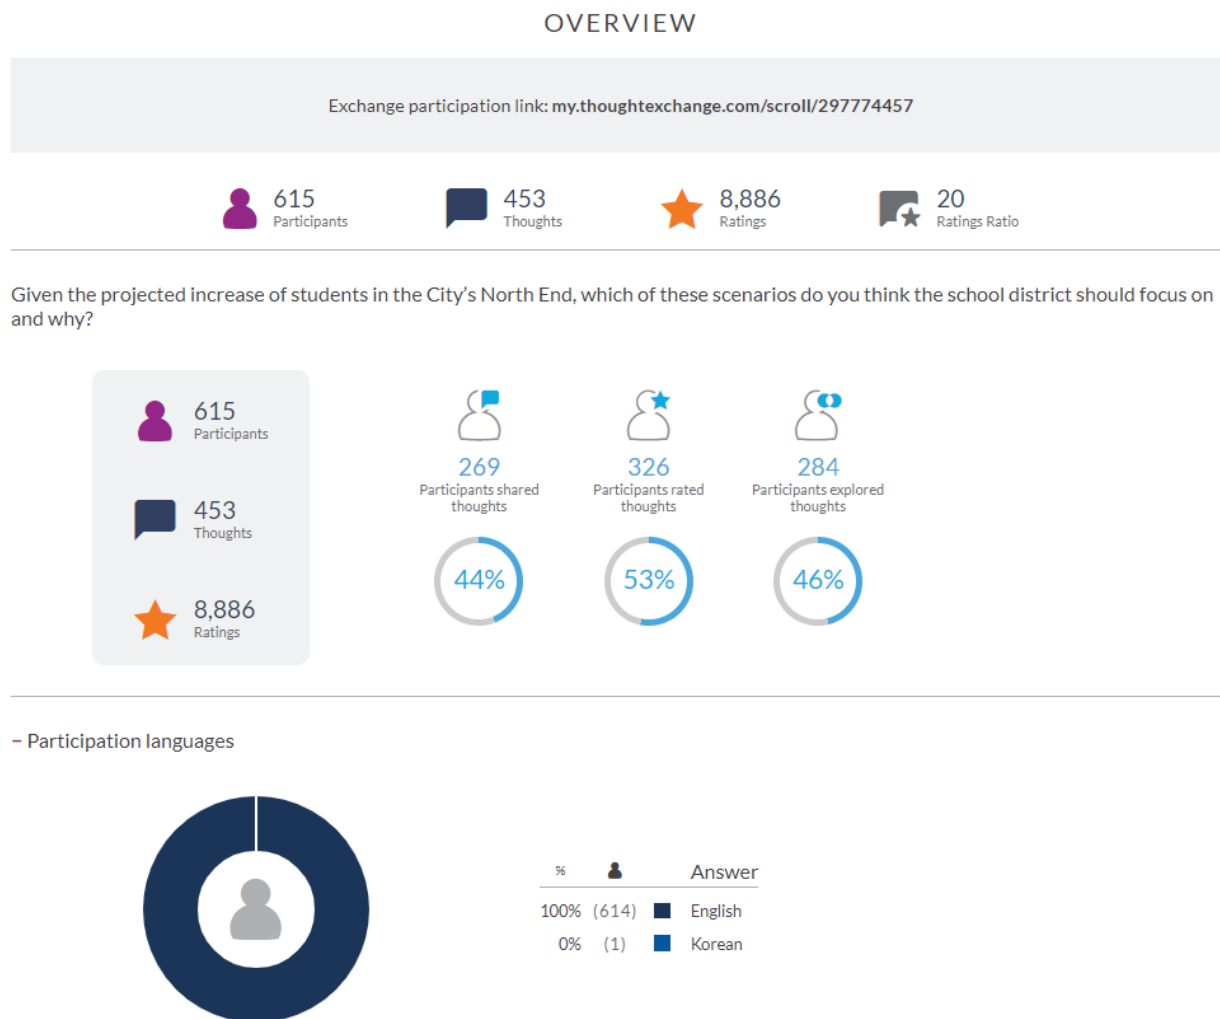 OVERVIEW
Exchange participation link: my.thoughtexchange.com/scroll/297774457
615
Participants
453
Thoughts
8,886
Ratings
20
Ratings Ratio
Given the projected increase of students in the City’s North End, which of these scenarios do you think the school district should focus on
and why?
615
Participants
453
Thoughts
8,886
Ratings
269
Participants shared
thoughts
44%
326
Participants rated
thoughts
53%
284
Participants explored
thoughts
46%
– Participation languages
% Answer
100% (614) English
0% (1) Korean